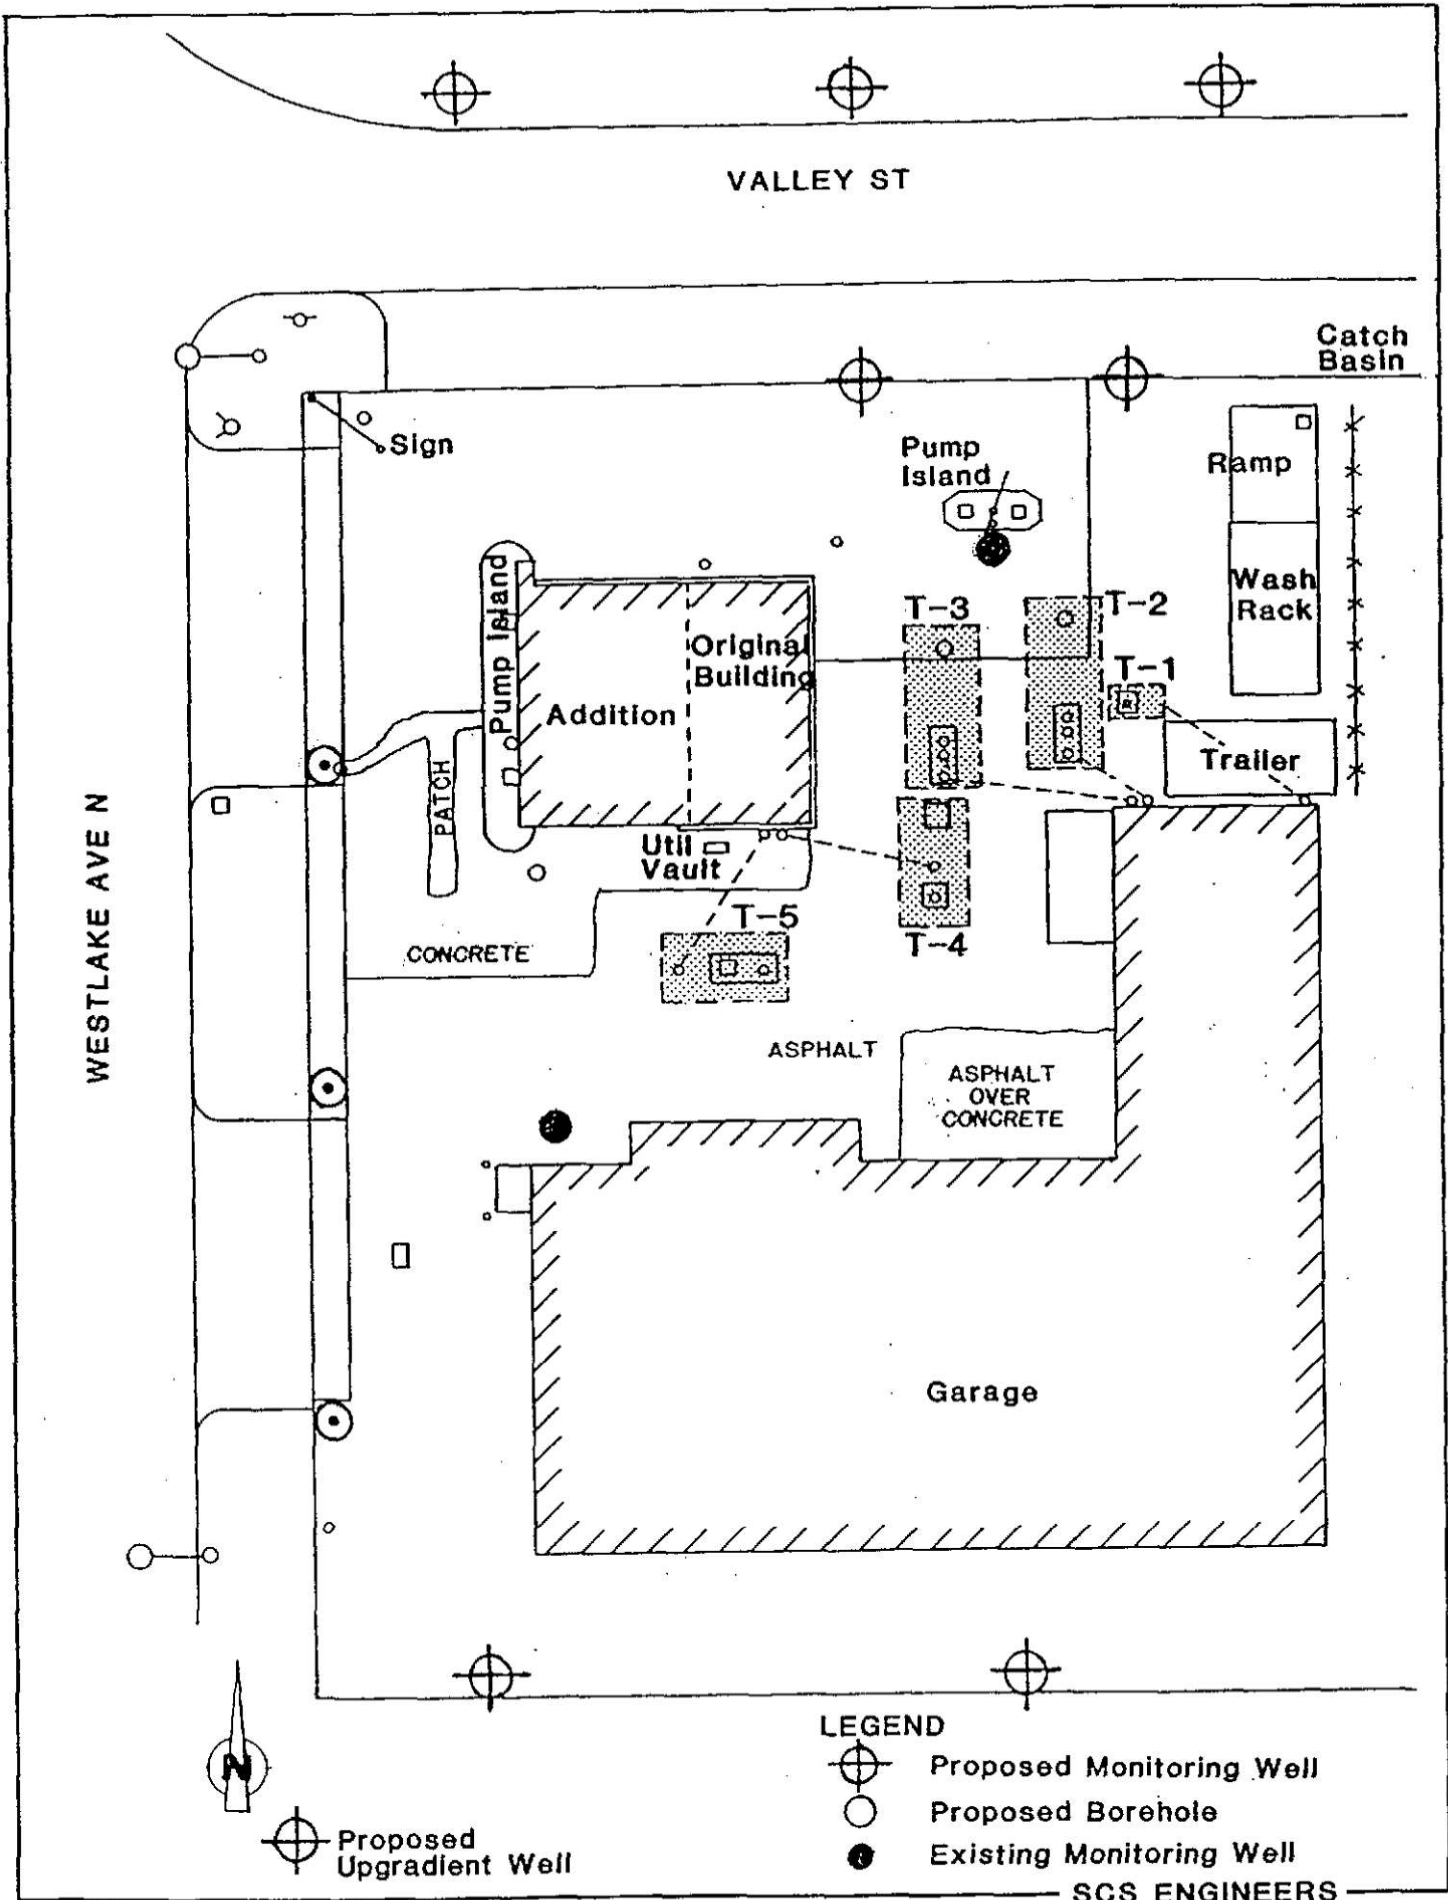 VALLEY ST
Catch
Basin
Sign
Pump
Island
Ramp
Pump Island
Wash
Rack
T-3
T-2
Original
Building
T-1
Addition
Trailer
PATCH
Util
Vault
WESTLAKE AVE N
T-5
T-4
CONCRETE
ASPHALT
ASPHALT
OVER
CONCRETE
Garage
LEGEND
N
Proposed Monitoring Well
Proposed Borehole
Proposed
Upgradient Well
Existing Monitoring Well
SCS ENGINEERS